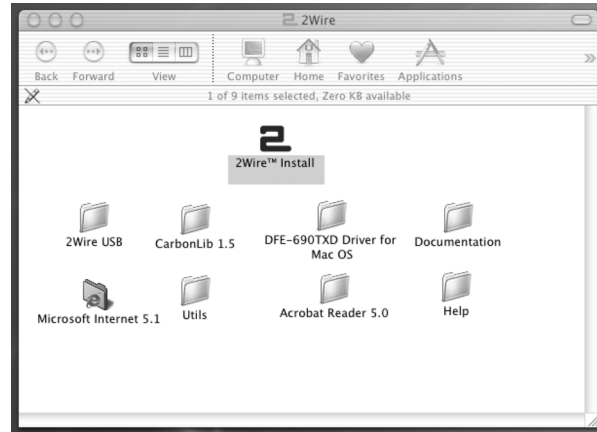 2Wire
Back Forward View Computer Home Favorites Applications
1 of 9 items selected, Zero KB available
2Wire™ Install
2Wire USB
CarbonLib 1.5
DFE-690TXD Driver for
Mac OS
Documentation
Microsoft Internet 5.1
Utils
Acrobat Reader 5.0
Help